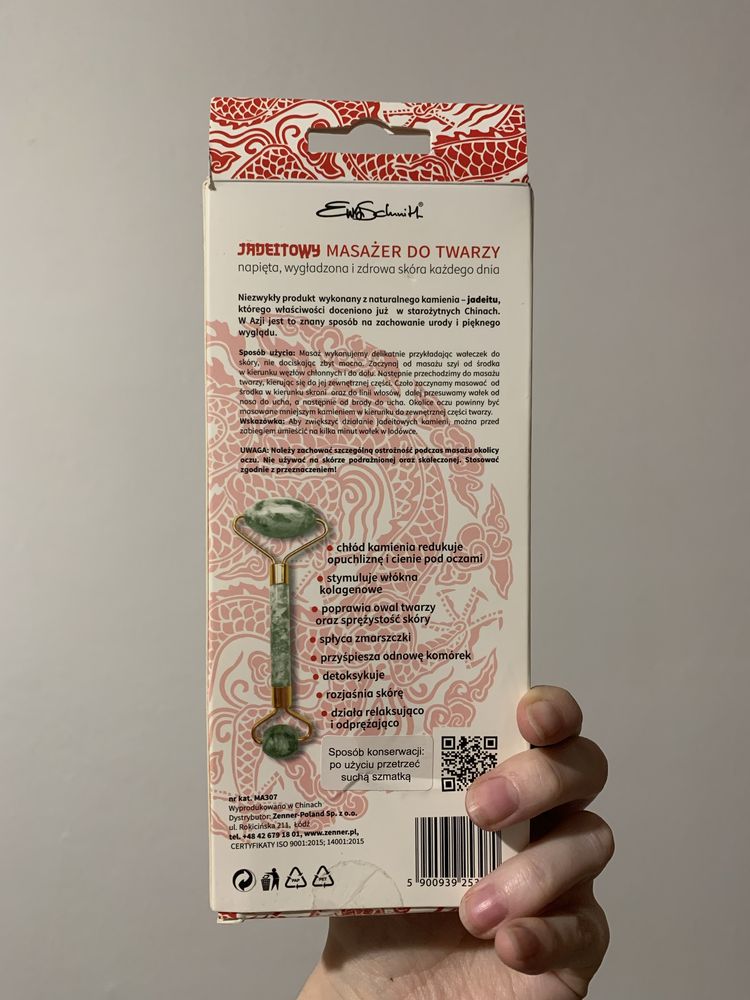 EwaSchmitt®
JADEITOWY MASAŻER DO TWARZY
napięta, wygładzona i zdrowa skóra każdego dnia
Niezwykły produkt wykonany z naturalnego kamienia – jadeitu,
którego właściwości doceniono już w starożytnych Chinach.
W Azji jest to znany sposób na zachowanie urody i pięknego
wyglądu.
Sposób użycia: Masaż wykonujemy delikatnie przykładając wałeczek do
skóry, nie dociskając zbyt mocno. Zaczynaj od masażu szyi od środka
w kierunku węzłów chłonnych i do dołu. Następnie przechodzimy do masażu
twarzy, kierując się do jej zewnętrznej części. Czoło zaczynamy masować od
środka w kierunku skroni oraz do linii włosów, dalej przesuwamy wałek od
nosa do ucha, a następnie od brody do ucha. Okolice oczu powinny być
masowane mniejszym kamieniem w kierunku do zewnętrznej części twarzy.
Wskazówka: Aby zwiększyć działanie jadeitowych kamieni, można przed
zabiegiem umieścić na kilka minut wałek w lodówce.
UWAGA: Należy zachować szczególną ostrożność podczas masażu okolicy
oczu. Nie używać na skórze podrażnionej oraz skaleczonej. Stosować
zgodnie z przeznaczeniem!
• chłód kamienia redukuje
opuchliznę i cienie pod oczami
• stymuluje włókna
kolagenowe
• poprawia owal twarzy
oraz sprężystość skóry
• spłyca zmarszczki
• przyśpiesza odnowę komórek
• detoksykuje
• rozjaśnia skórę
• działa relaksująco
i odprężająco
Sposób konserwacji:
po użyciu przetrzeć
suchą szmatką
nr kat. MA307
Wyprodukowano w Chinach
Dystrybutor: Zenner-Poland Sp. z o.o.
ul. Rokicińska 211, Łódź
tel. +48 42 679 18 01, www.zenner.pl,
CERTYFIKATY ISO 9001:2015; 14001:2015
PAP
PET
5 900939 25